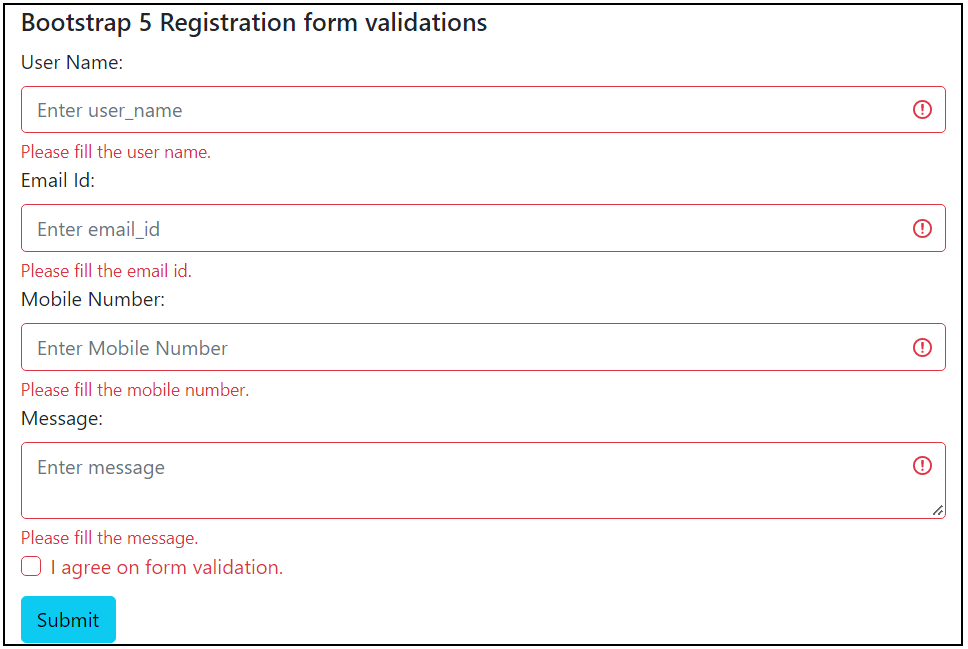 Bootstrap 5 Registration form validations
User Name:
Enter user_name
Please fill the user name.
Email Id:
Enter email_id
Please fill the email id.
Mobile Number:
Enter Mobile Number
Please fill the mobile number.
Message:
Enter message
Please fill the message.
I agree on form validation.
Submit